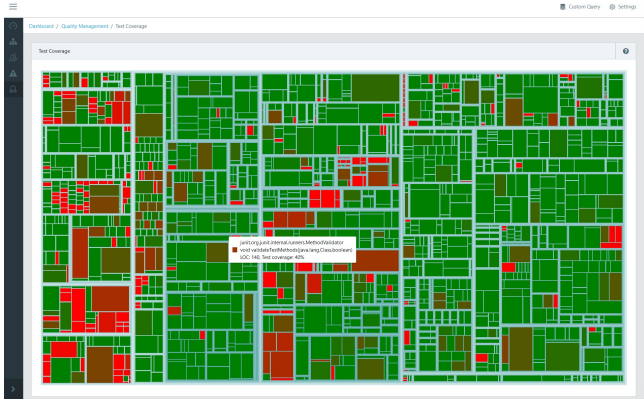 Custom Query Settings
Dashboard / Quality Management / Test Coverage
Test Coverage
junit:org.junit.internal.runners.MethodValidator
void validateTestMethods(java.lang.Class,boolean)
LOC: 140, Test coverage: 40%